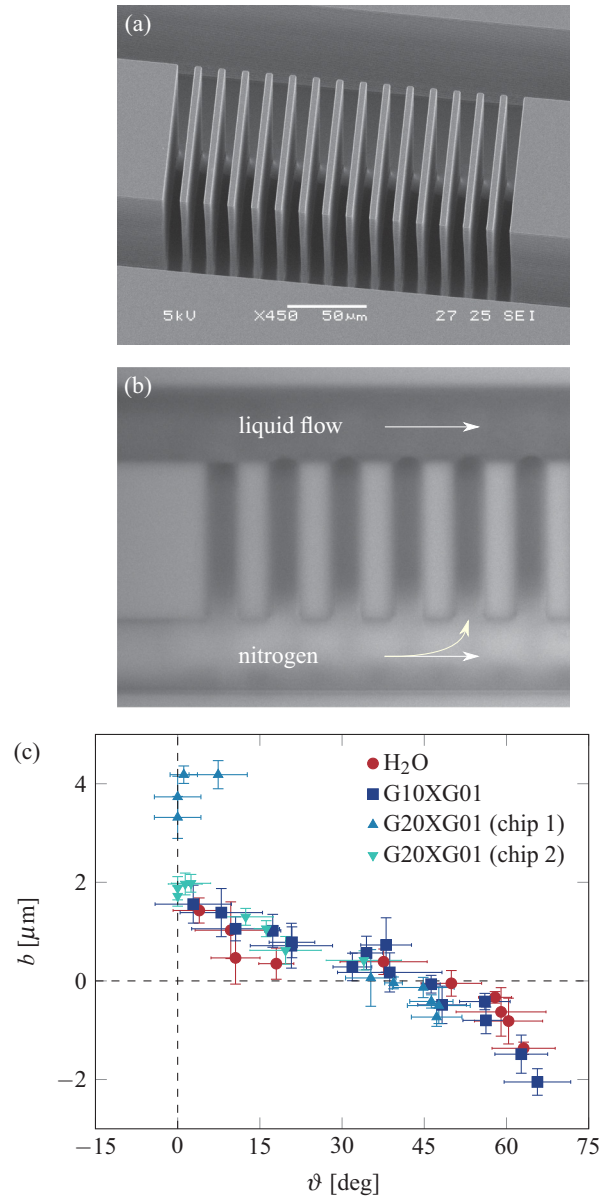 (a)
5kV X450 50µm 27 25 SEI
(b)
liquid flow
nitrogen
(c)
H₂O
G10XG01
G20XG01 (chip 1)
G20XG01 (chip 2)
4
2
0
−2
b [µm]
−15 0 15 30 45 60 75
ϑ [deg]